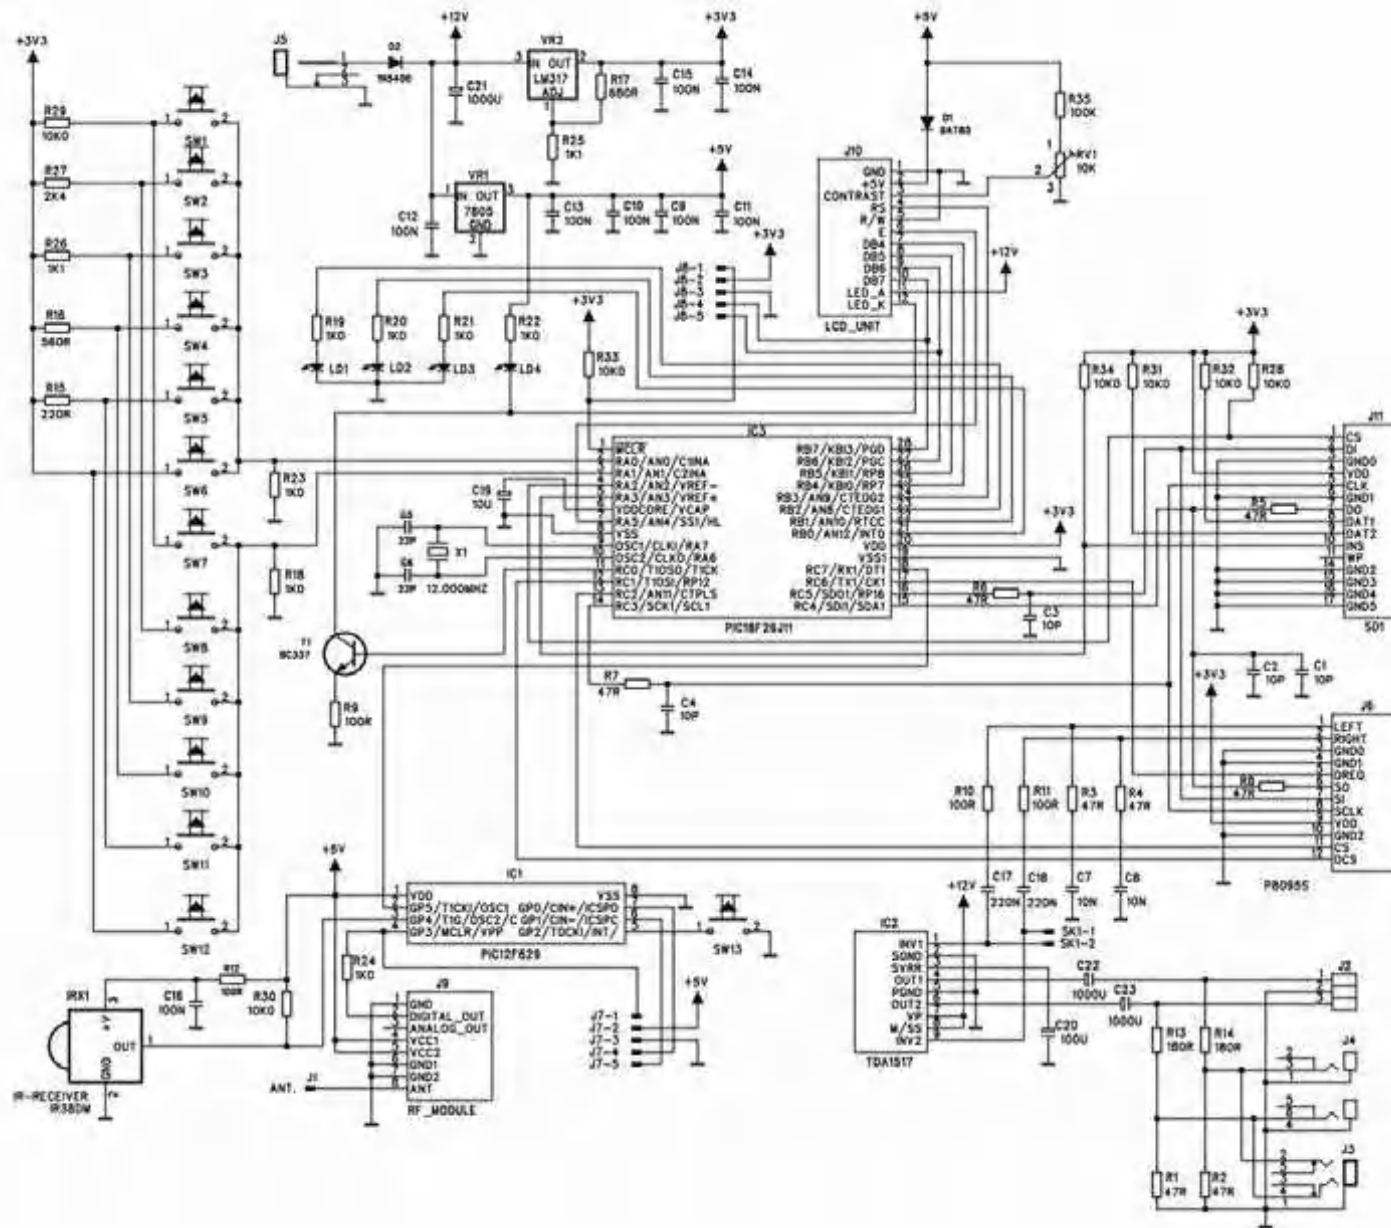 +3V3
R29
10K0
SW1
R27
2K4
SW2
R26
1K1
SW3
R16
560R
SW4
R15
220R
SW5
SW6
R23
1K0
SW7
R18
1K0
SW8
SW9
SW10
SW11
SW12
J5
D2
+12V
C21
1000U
VR2
IN OUT
LM317
ADJ
R17
680R
R25
1K1
C15
100N
+3V3
C14
100N
C12
100N
VR1
IN OUT
7805
GND
+5V
C13
100N
C10
100N
C9
100N
C11
100N
R19
1K0
R20
1K0
R21
1K0
R22
1K0
LD1
LD2
LD3
LD4
+3V3
R33
10K0
J8-1
J8-2
J8-3
J8-4
J8-5
+3V3
+5V
D1
BAT85
R35
100K
RV1
10K
J10
GND
+5V
CONTRAST
RS
R/W
E
DB4
DB5
DB6
DB7
LED_A
LED_K
LCD_UNIT
+12V
IC3
MCLR
RA0/AN0/C1INA
RA1/AN1/C2INA
RA2/AN2/VREF-
RA3/AN3/VREF+
VDDCORE/VCAP
RA5/AN4/SS1/HL
VSS
OSC1/CLKI/RA7
OSC2/CLKO/RA6
RC0/T1OSO/T1CK
RC1/T1OSI/RP12
RC2/AN11/CTPLS
RC3/SCK1/SCL1
RB7/KBI3/PGD
RB6/KBI2/PGC
RB5/KBI1/RP8
RB4/KBI0/RP7
RB3/AN9/CTEDG2
RB2/AN8/CTEDG1
RB1/AN10/RTCC
RB0/AN12/INT0
VDD
VSS1
RC7/RX1/DT1
RC6/TX1/CK1
RC5/SDO1/RP16
RC4/SDI1/SDA1
PIC18F26J11
C19
10U
22P
22P
X1
12.000MHZ
T1
BC337
R9
100R
R7
47R
C4
10P
R6
47R
C3
10P
+3V3
R34
10K0
R31
10K0
R32
10K0
R28
10K0
+3V3
R5
47R
J11
CS
DI
GND0
VDD
CLK
GND1
DO
DAT1
DAT2
INS
WP
GND2
GND3
GND4
GND5
SD1
C2
10P
C1
10P
+3V3
J6
LEFT
RIGHT
GND0
GND1
DREQ
SO
SI
SCLK
VDD
GND2
CS
DCS
R8
47R
R10
100R
R11
100R
R3
47R
R4
47R
C17
220N
C18
220N
C7
10N
C8
10N
SK1-1
SK1-2
+12V
IC2
INV1
SGND
SVRR
OUT1
PGND
OUT2
VP
M/SS
INV2
TDA1517
C22
1000U
C23
1000U
C20
100U
R13
180R
R14
180R
R1
47R
R2
47R
J2
J4
J3
+5V
IC1
VDD
GP5/T1CKI/OSC1
GP4/T1G/OSC2/C
GP3/MCLR/VPP
VSS
GP0/CIN+/ICSPD
GP1/CIN-/ICSPC
GP2/T0CKI/INT/
PIC12F629
SW13
R24
1K0
R12
100R
R30
10K0
C16
100N
IRX1
+V
OUT
GND
IR-RECEIVER
IR38DM
J9
GND
DIGITAL_OUT
ANALOG_OUT
VCC1
VCC2
GND1
GND2
ANT
RF_MODULE
ANT.
J1
+5V
J7-1
J7-2
J7-3
J7-4
J7-5